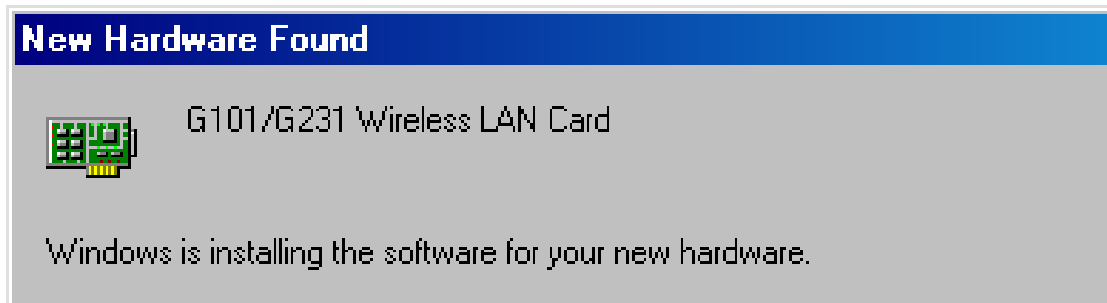 New Hardware Found
G101/G231 Wireless LAN Card
Windows is installing the software for your new hardware.